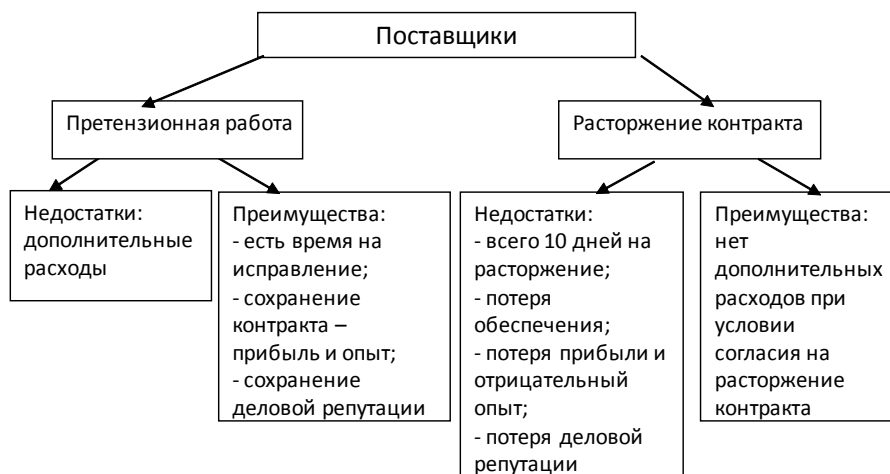 Поставщики
Претензионная работа
Расторжение контракта
Недостатки:
дополнительные
расходы
Преимущества:
- есть время на
исправление;
- сохранение
контракта –
прибыль и опыт;
- сохранение
деловой репутации
Недостатки:
- всего 10 дней на
расторжение;
- потеря
обеспечения;
- потеря прибыли и
отрицательный
опыт;
- потеря деловой
репутации
Преимущества:
нет
дополнительных
расходов при
условии
согласия на
расторжение
контракта